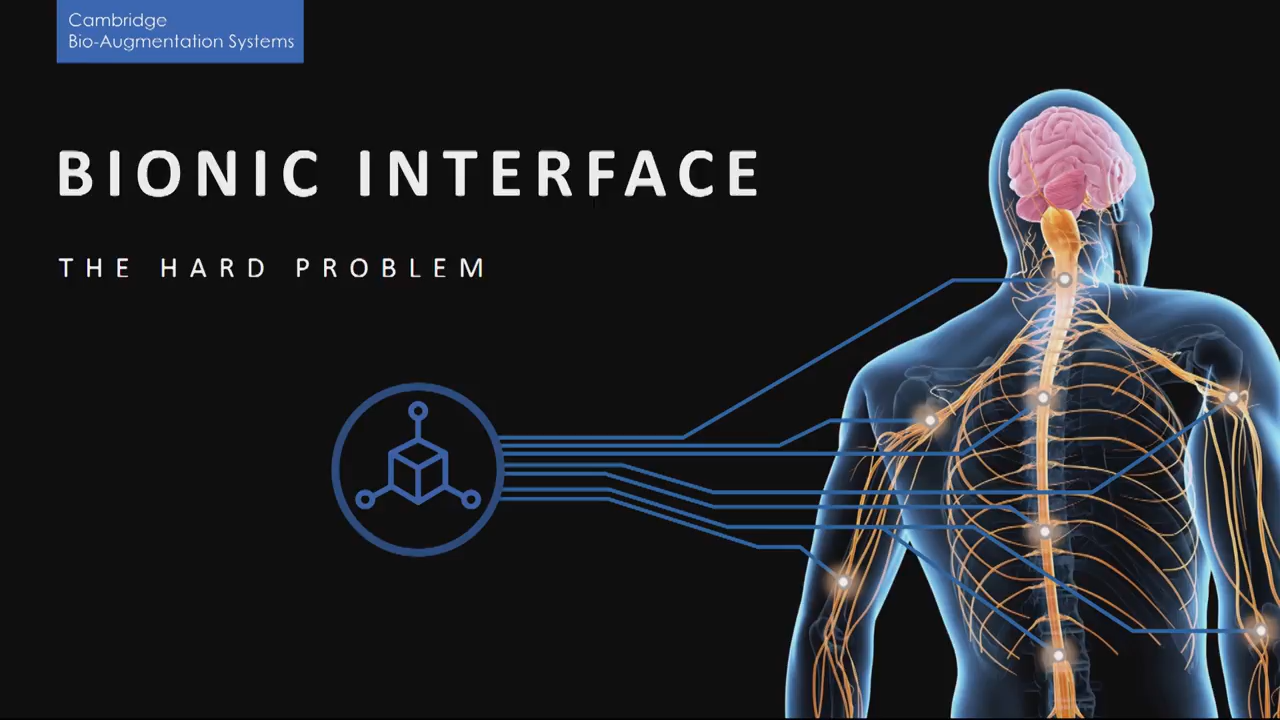 Cambridge
Bio-Augmentation Systems
BIONIC INTERFACE
THE HARD PROBLEM